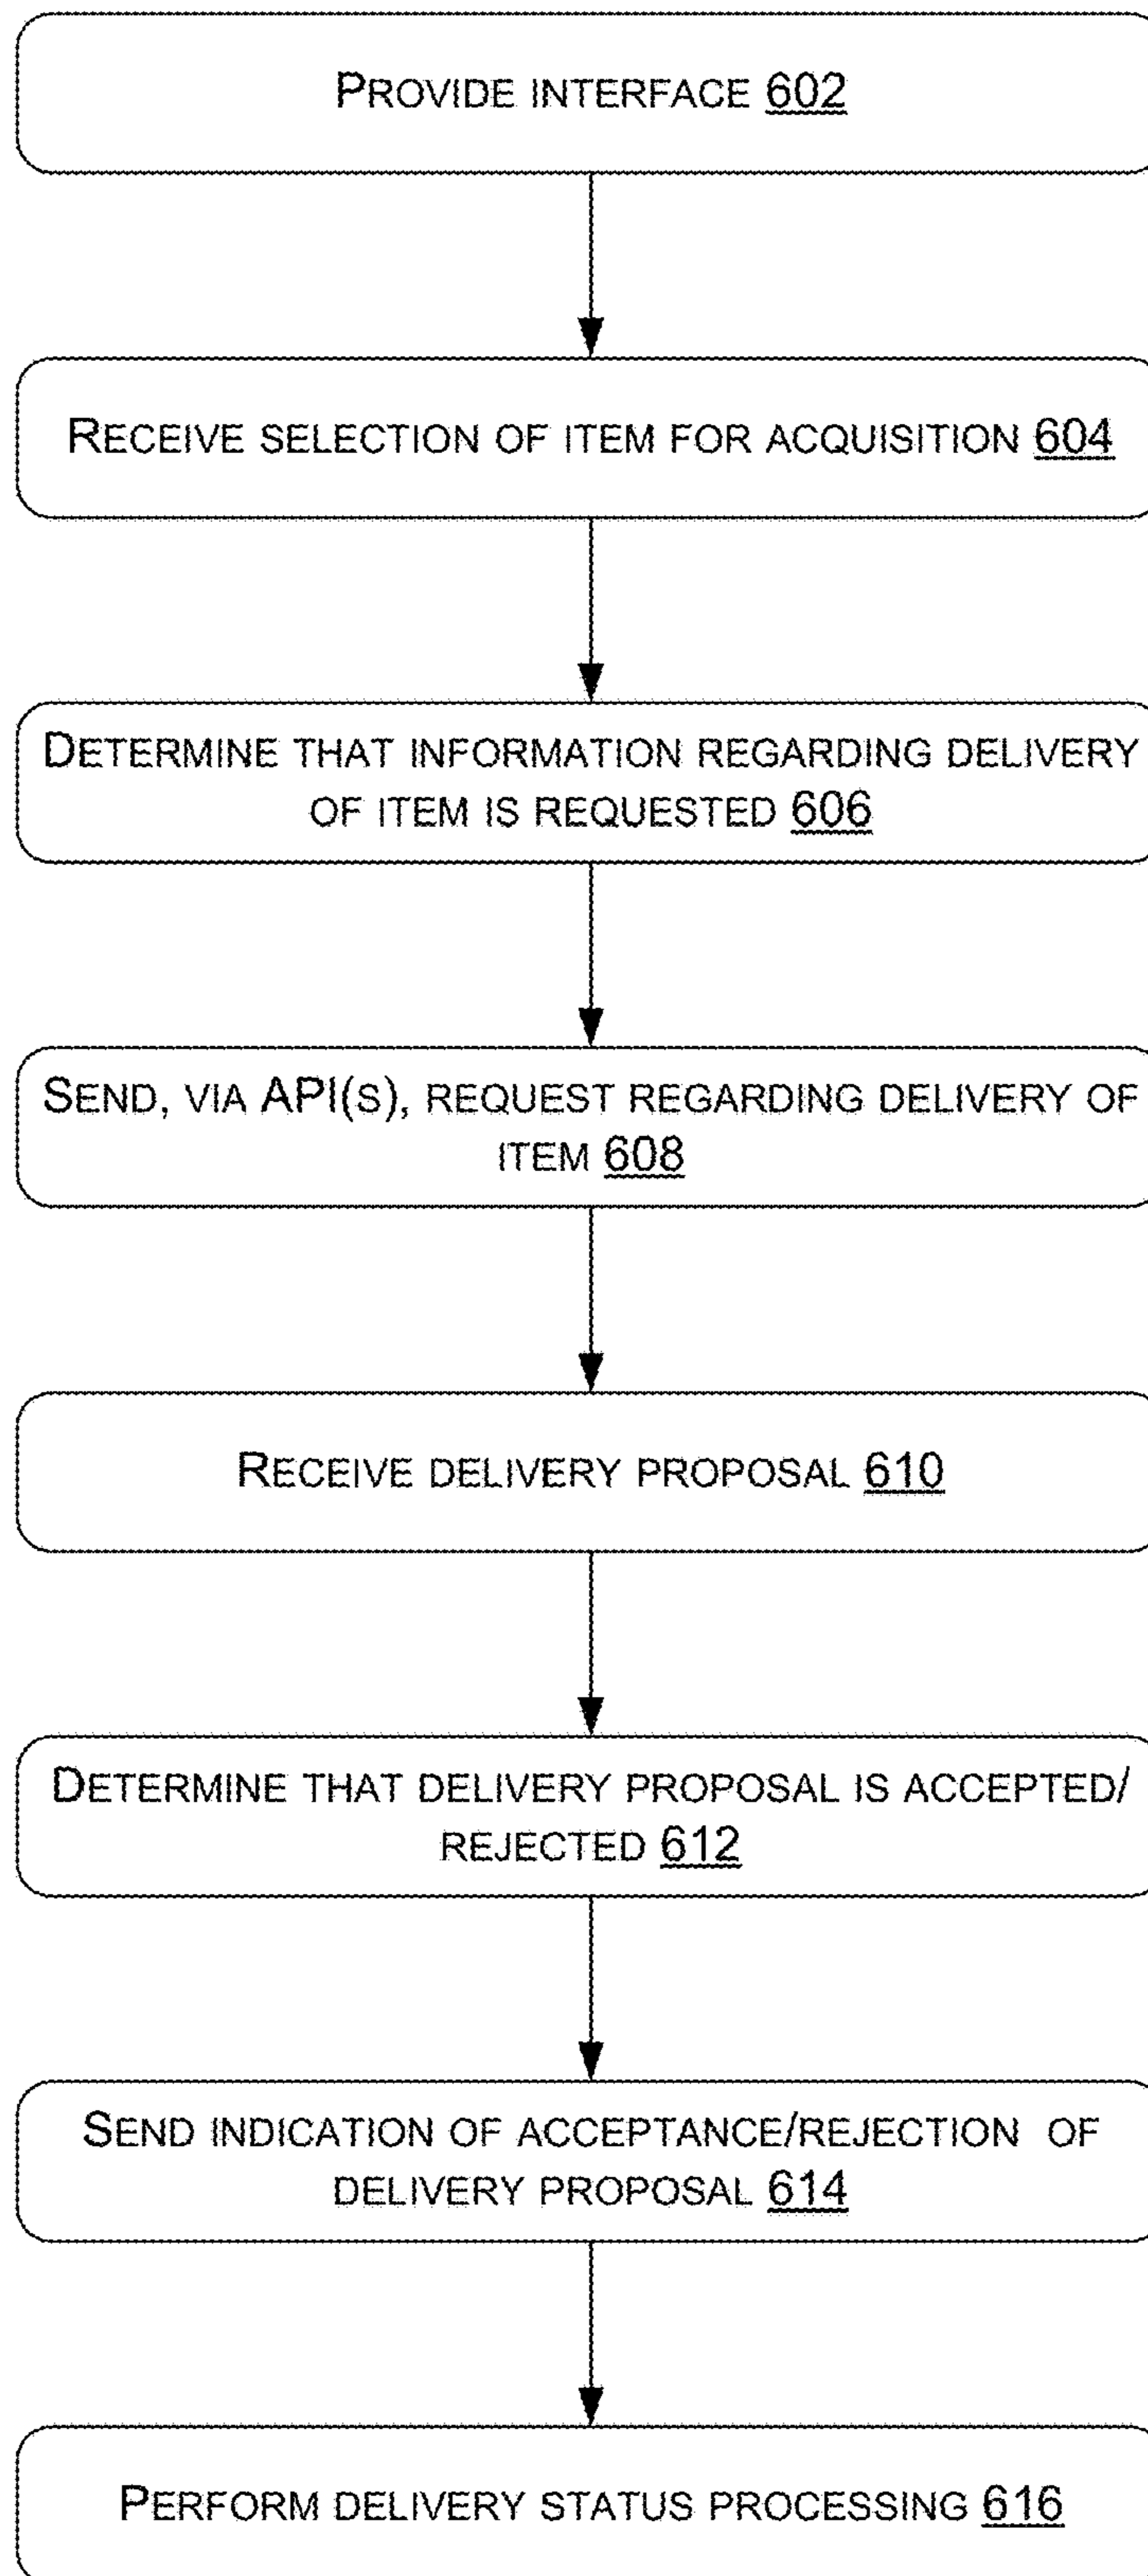 PROVIDE INTERFACE 602
RECEIVE SELECTION OF ITEM FOR ACQUISITION 604
DETERMINE THAT INFORMATION REGARDING DELIVERY
OF ITEM IS REQUESTED 606
SEND, VIA API(S), REQUEST REGARDING DELIVERY OF
ITEM 608
RECEIVE DELIVERY PROPOSAL 610
DETERMINE THAT DELIVERY PROPOSAL IS ACCEPTED/
REJECTED 612
SEND INDICATION OF ACCEPTANCE/REJECTION OF
DELIVERY PROPOSAL 614
PERFORM DELIVERY STATUS PROCESSING 616